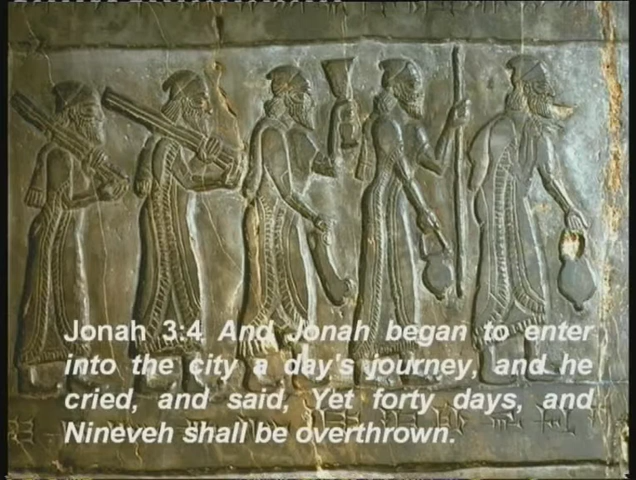 Jonah 3:4 And Jonah began to enter
into the city a day's journey, and he
cried, and said, Yet forty days, and
Nineveh shall be overthrown.